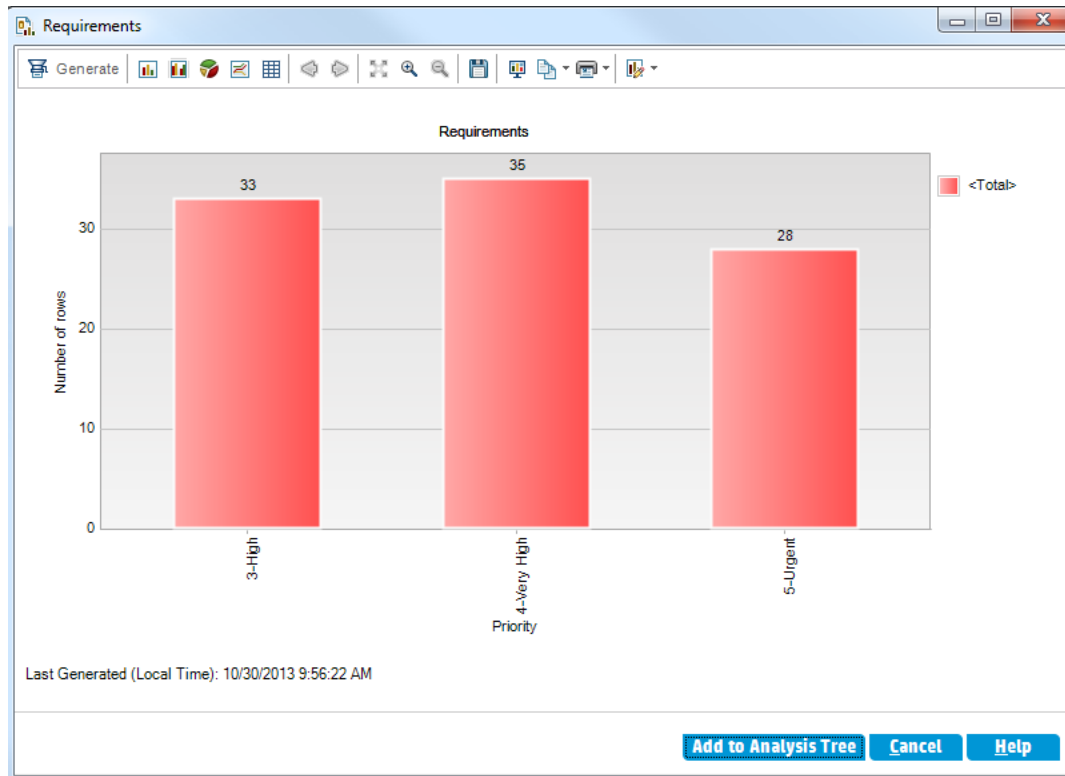 Requirements
Generate
Requirements
33
35
28
<Total>
30
20
10
0
Number of rows
3-High
4-Very High
5-Urgent
Priority
Last Generated (Local Time): 10/30/2013 9:56:22 AM
Add to Analysis Tree
Cancel
Help